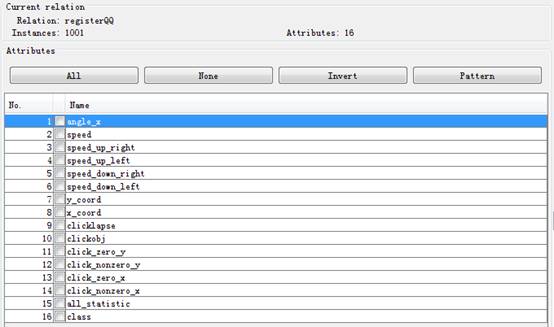 Current relation
Relation: registerQQ
Instances: 1001 Attributes: 16
Attributes
All None Invert Pattern
No. Name
1 angle_x
2 speed
3 speed_up_right
4 speed_up_left
5 speed_down_right
6 speed_down_left
7 y_coord
8 x_coord
9 clicklapse
10 clickobj
11 click_zero_y
12 click_nonzero_y
13 click_zero_x
14 click_nonzero_x
15 all_statistic
16 class